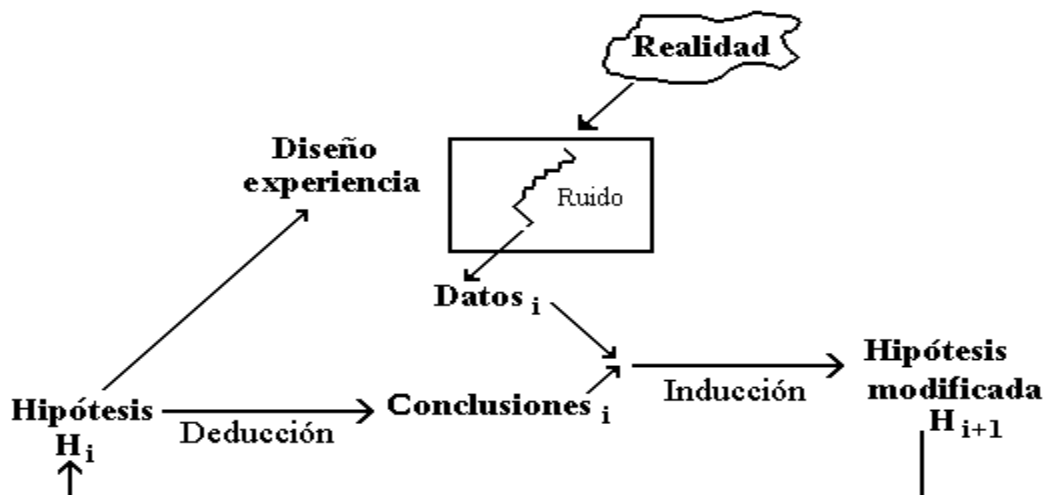 Realidad
Diseño
experiencia
Ruido
Datos i
Hipótesis
modificada
H i+1
Inducción
Conclusiones i
Hipótesis
H i
Deducción